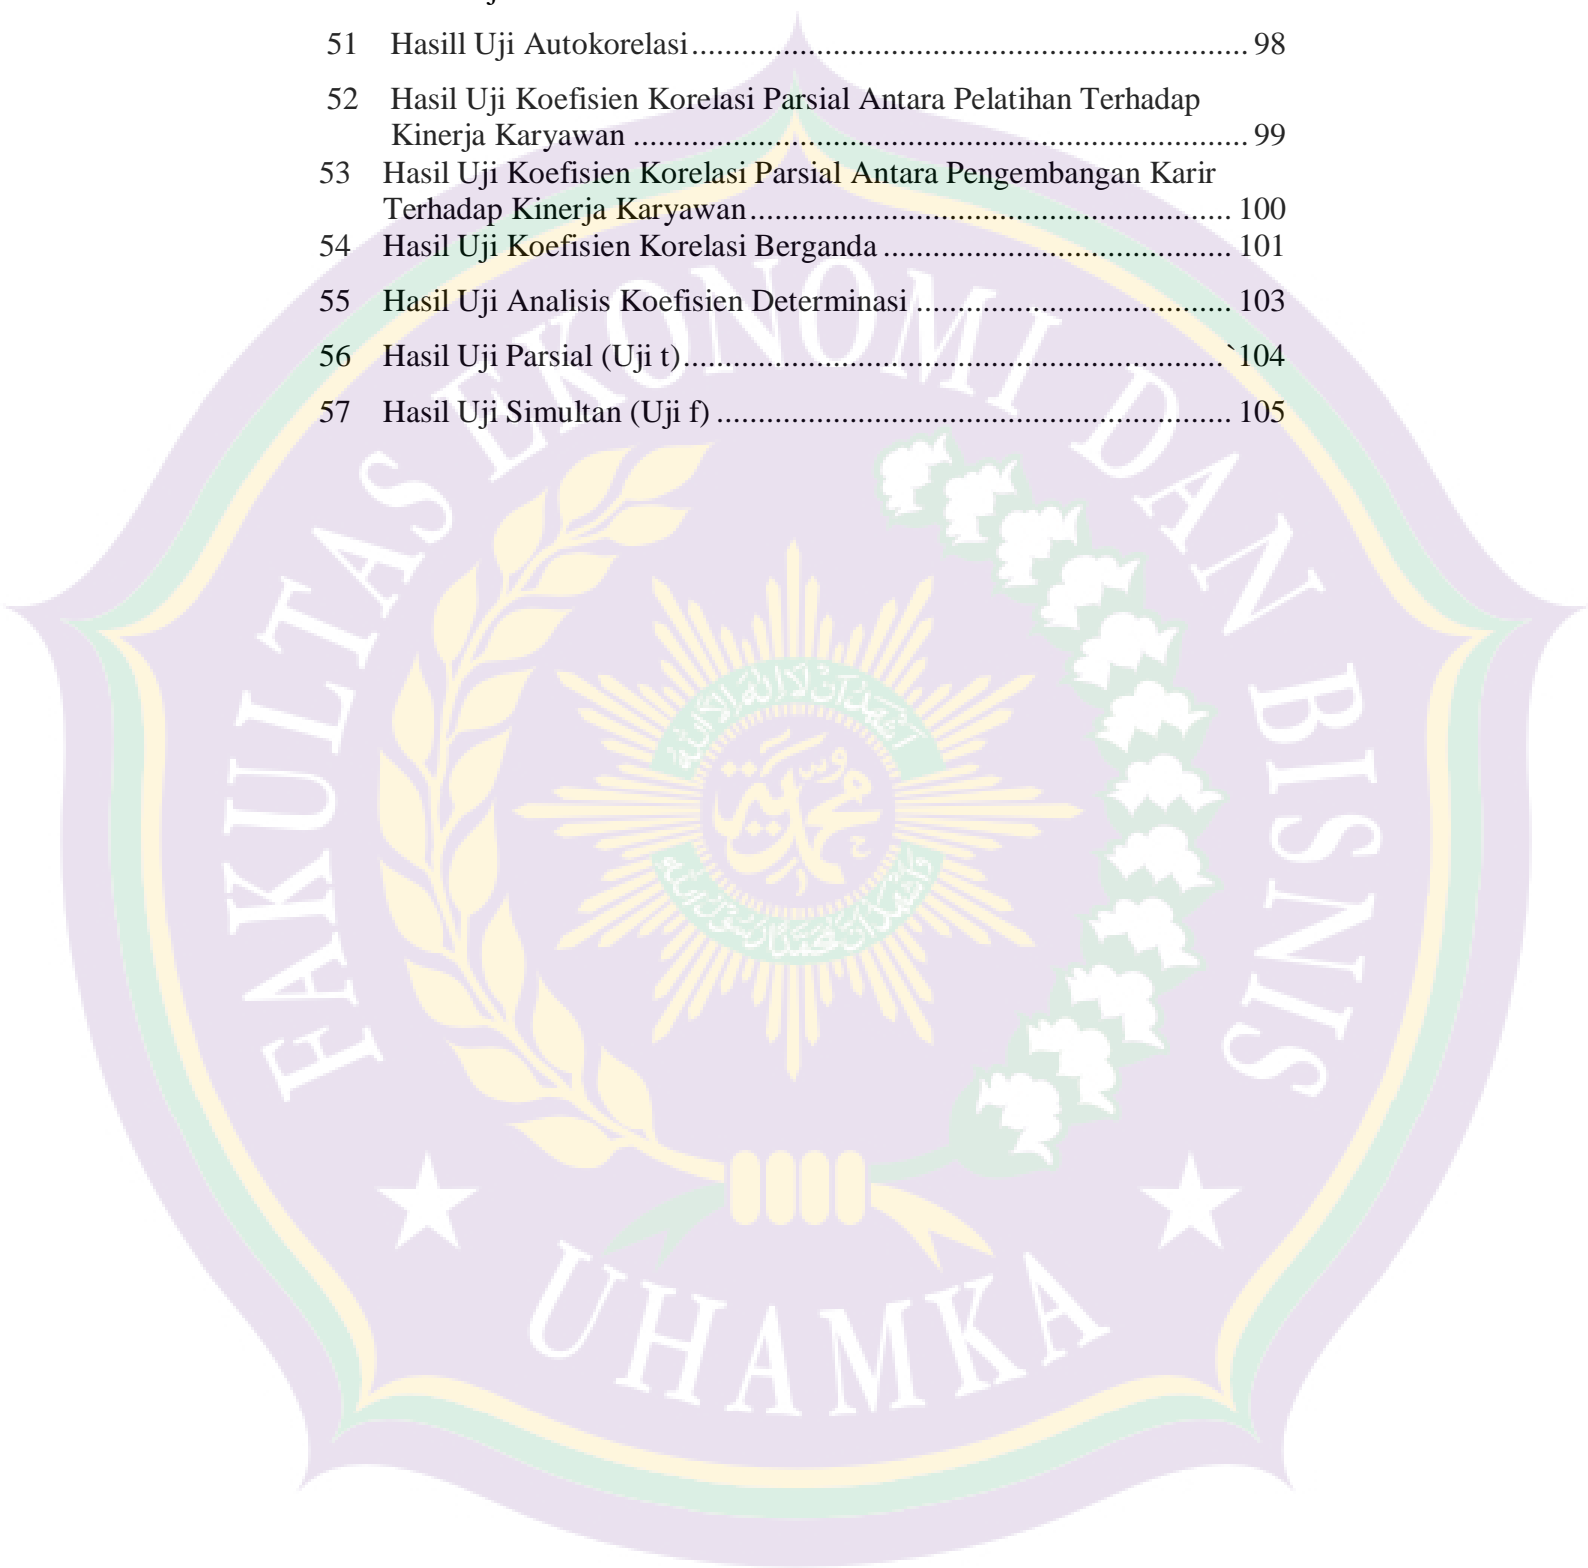 51 Hasill Uji Autokorelasi.................................................................... 98
52 Hasil Uji Koefisien Korelasi Parsial Antara Pelatihan Terhadap
Kinerja Karyawan ........................................................................... 99
53 Hasil Uji Koefisien Korelasi Parsial Antara Pengembangan Karir
Terhadap Kinerja Karyawan........................................................... 100
54 Hasil Uji Koefisien Korelasi Berganda ........................................... 101
55 Hasil Uji Analisis Koefisien Determinasi ....................................... 103
56 Hasil Uji Parsial (Uji t)..................................................................`104
57 Hasil Uji Simultan (Uji f) ............................................................... 105
FAKULTAS EKONOMI DAN BISNIS
محمدية
UHAMKA